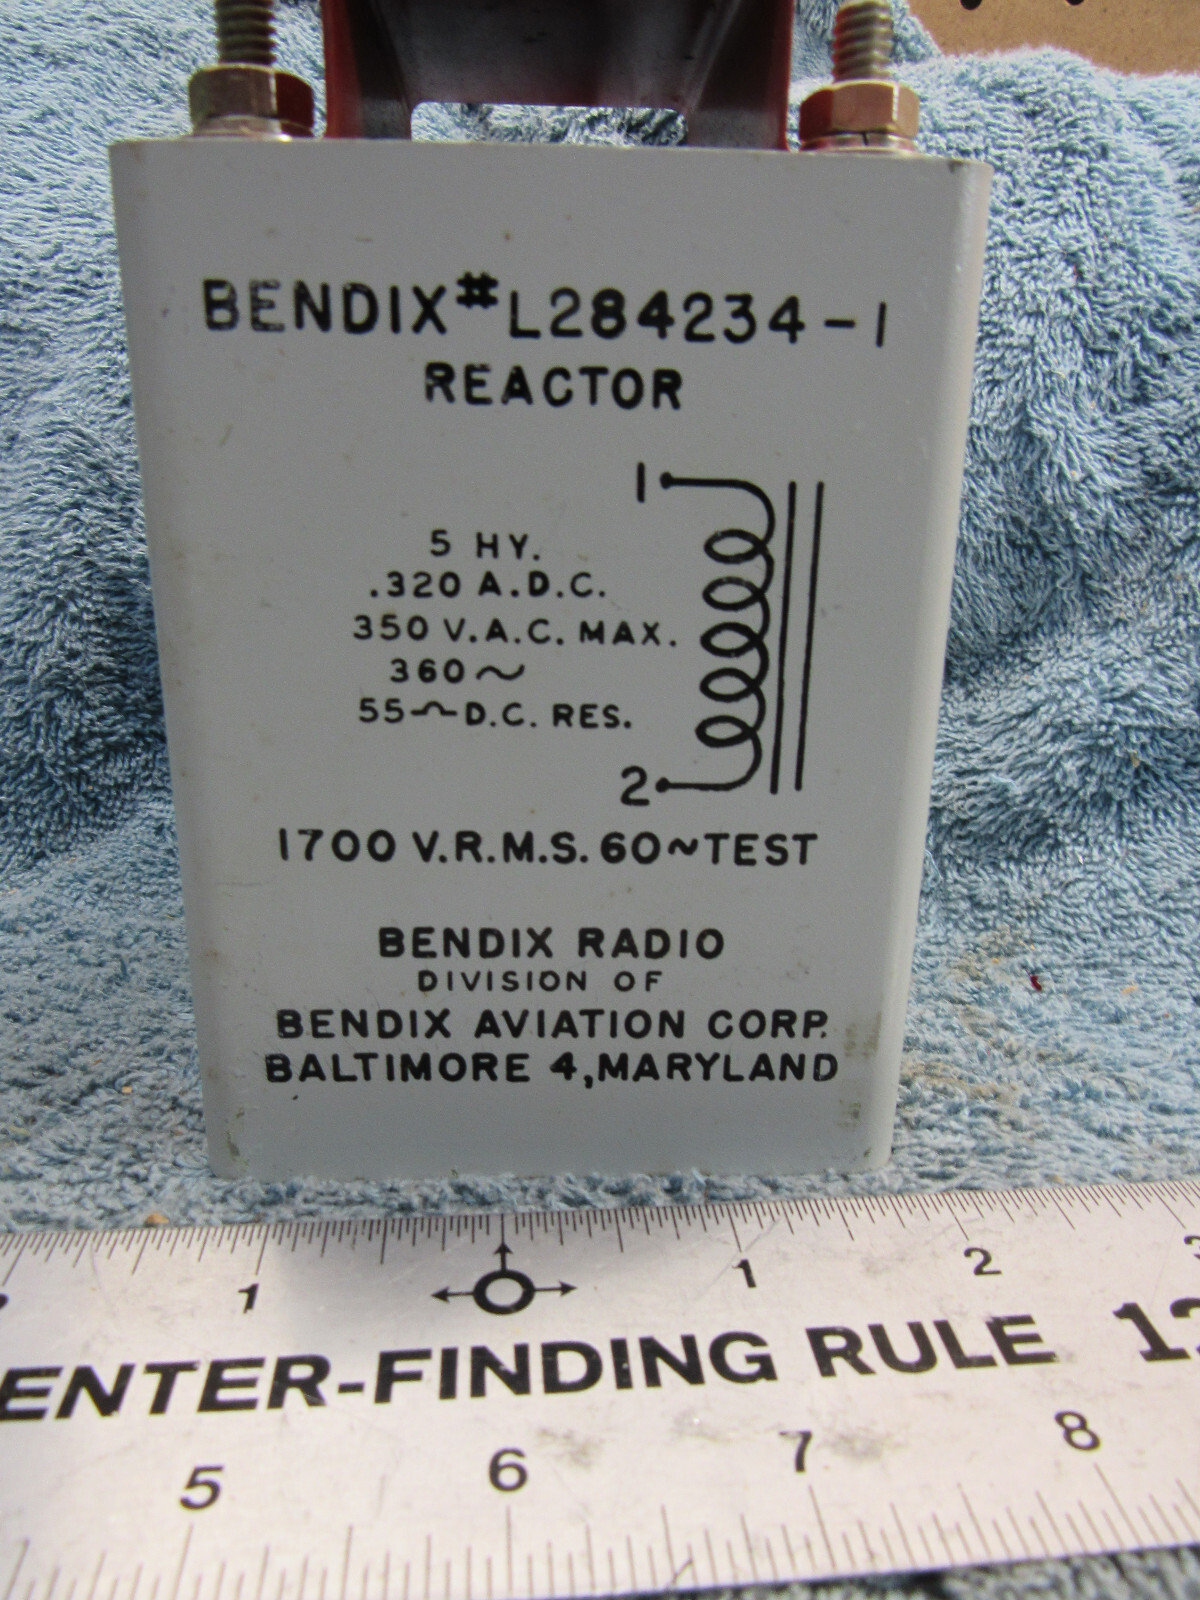 BENDIX # L284234-1
REACTOR
1
5 HY.
.320 A.D.C.
350 V.A.C. MAX.
360~
55⏜D.C. RES.
2
1700 V.R.M.S. 60~TEST
BENDIX RADIO
DIVISION OF
BENDIX AVIATION CORP.
BALTIMORE 4, MARYLAND
1 1 2
ENTER-FINDING RULE
5 6 7 8